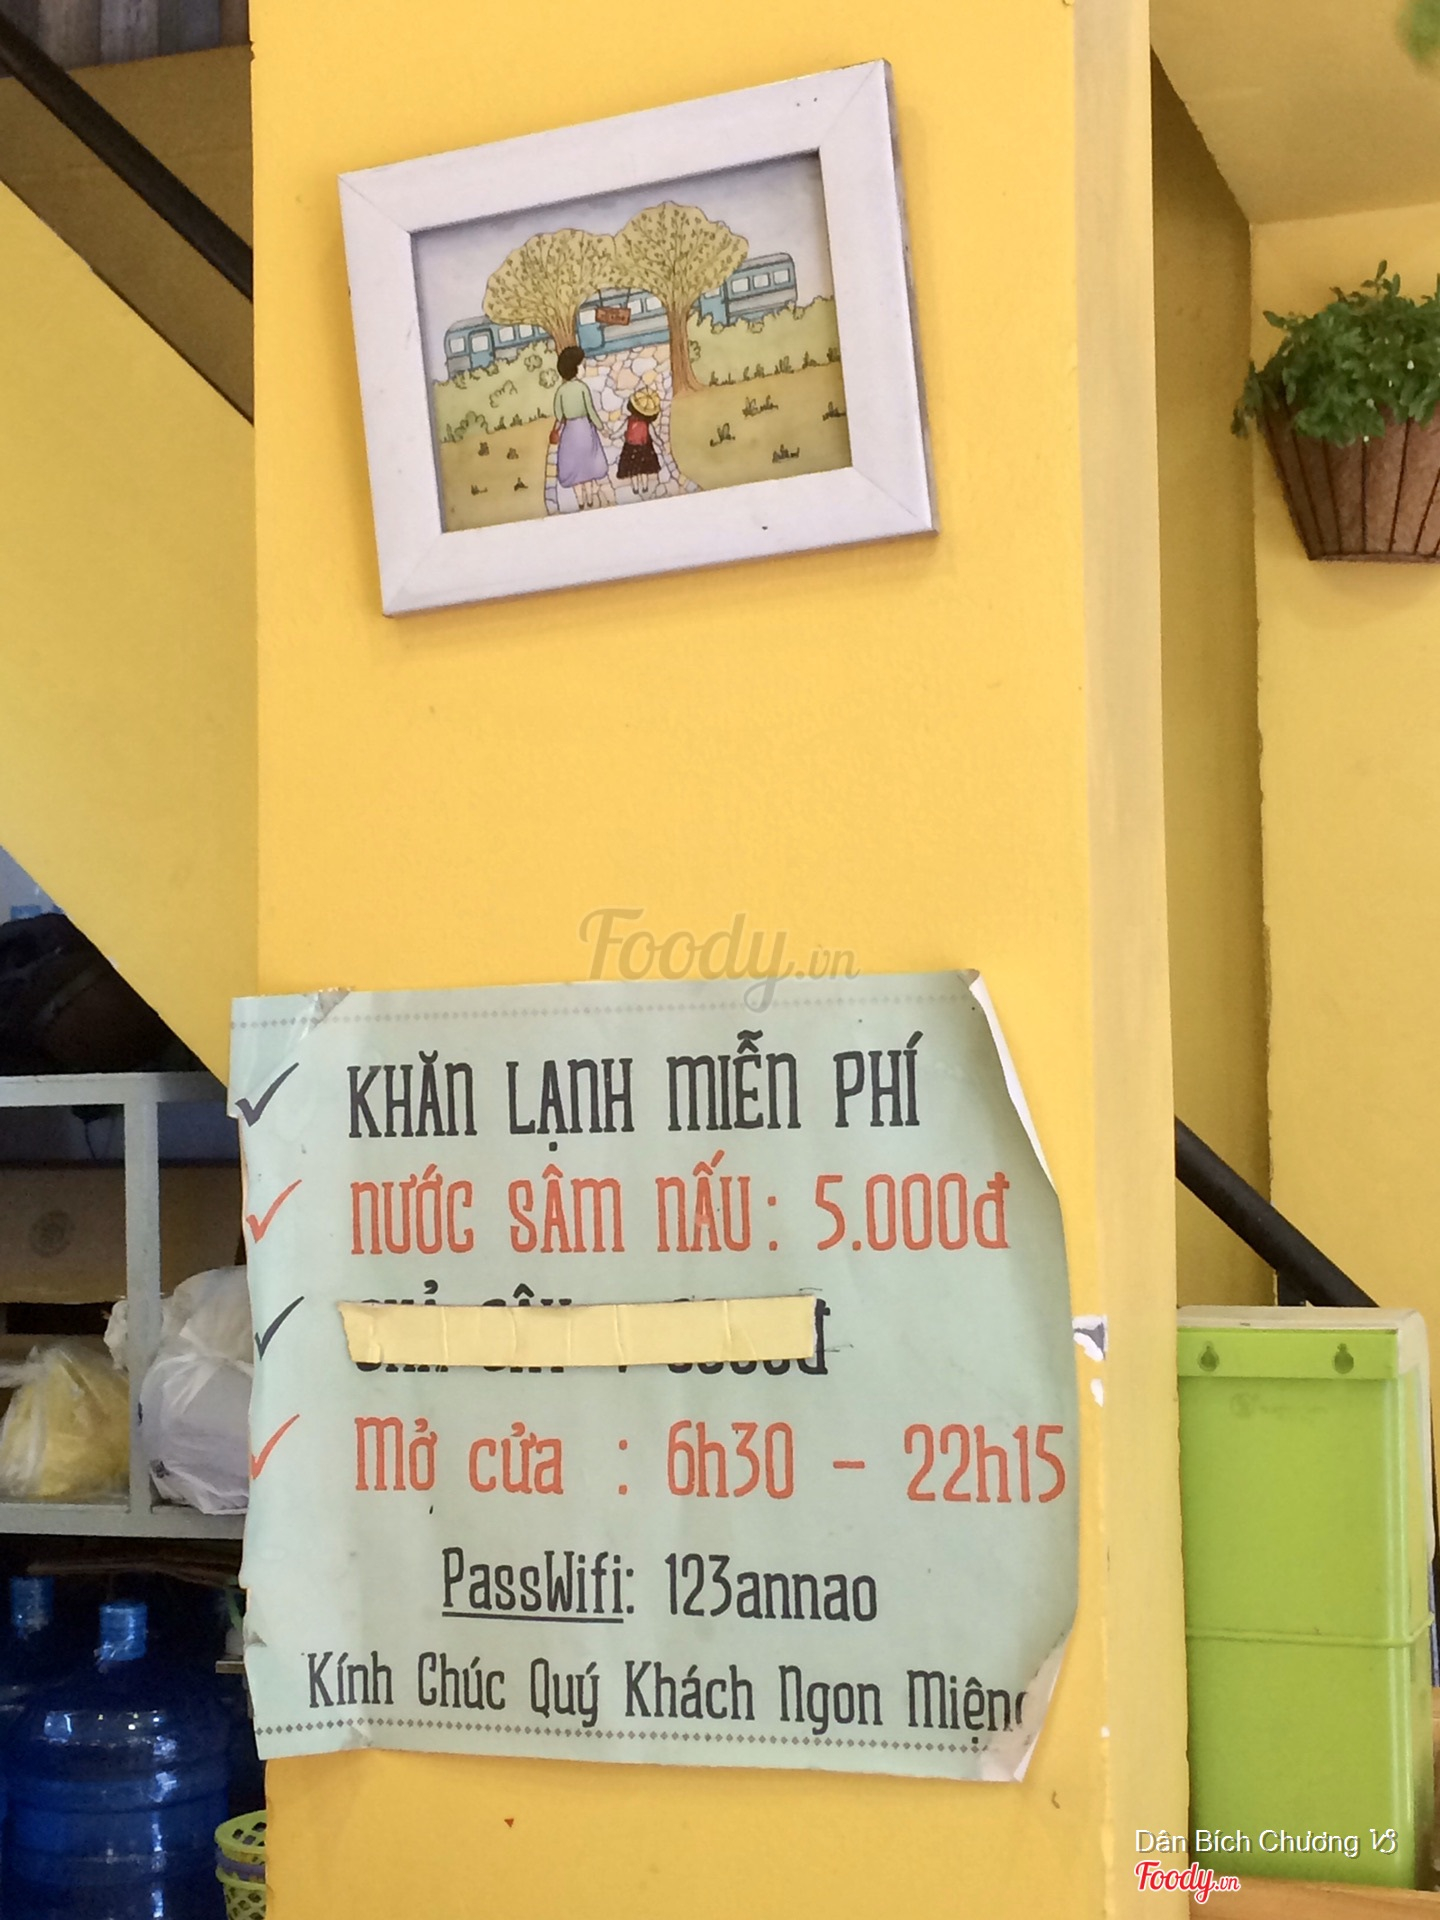 Foody.vn
KHĂN LẠNH MIỄN PHÍ
NƯỚC SÂM NẤU: 5.000đ
Mở cửa : 6h30 - 22h15
PassWifi: 123annao
Kính Chúc Quý Khách Ngon Miệng
Dân Bích Chương
Foody.vn